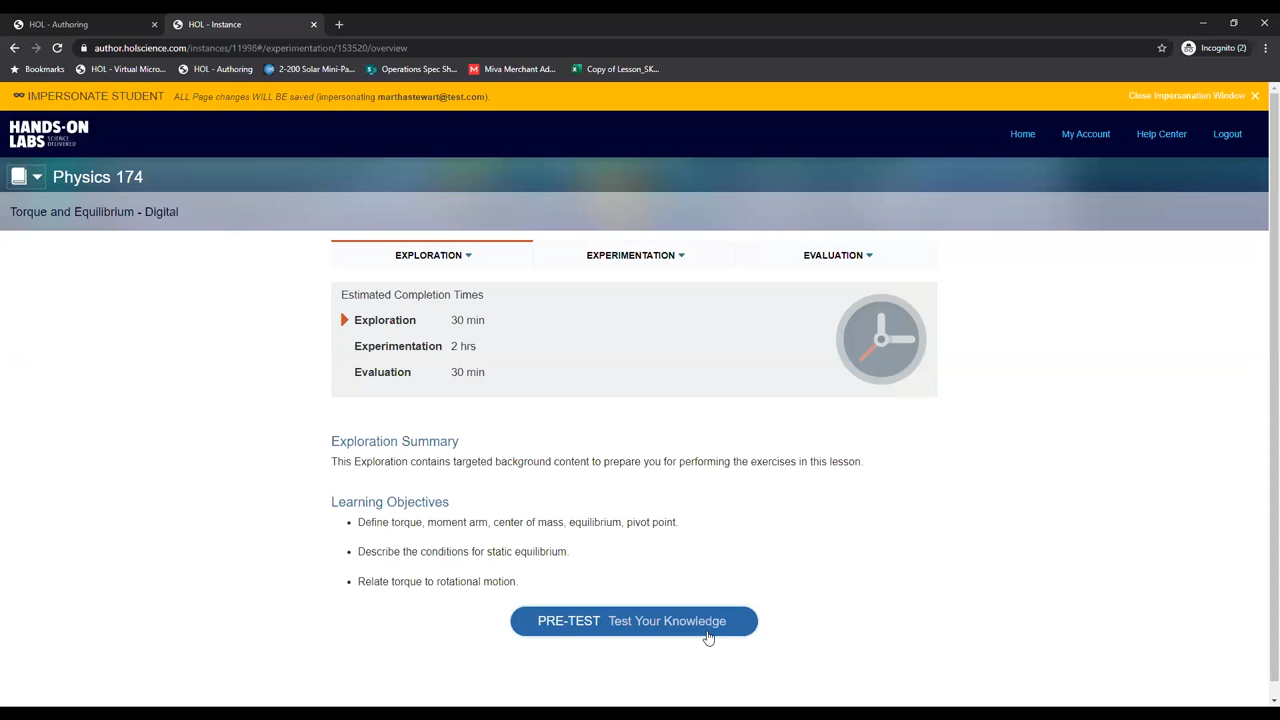 HOL - Authoring
HOL - Instance
author.holscience.com/instances/11998#/experimentation/153520/overview
Incognito (2)
Bookmarks
HOL - Virtual Micro...
HOL - Authoring
2-200 Solar Mini-Pa...
Operations Spec Sh...
Miva Merchant Ad...
Copy of Lesson_SK...
IMPERSONATE STUDENT ALL Page changes WILL BE saved (impersonating marthastewart@test.com).
Close Impersonation Window
HANDS-ON
LABS SCIENCE DELIVERED
Home
My Account
Help Center
Logout
Physics 174
Torque and Equilibrium - Digital
EXPLORATION
EXPERIMENTATION
EVALUATION
Estimated Completion Times
Exploration 30 min
Experimentation 2 hrs
Evaluation 30 min
Exploration Summary
This Exploration contains targeted background content to prepare you for performing the exercises in this lesson.
Learning Objectives
• Define torque, moment arm, center of mass, equilibrium, pivot point.
• Describe the conditions for static equilibrium.
• Relate torque to rotational motion.
PRE-TEST Test Your Knowledge